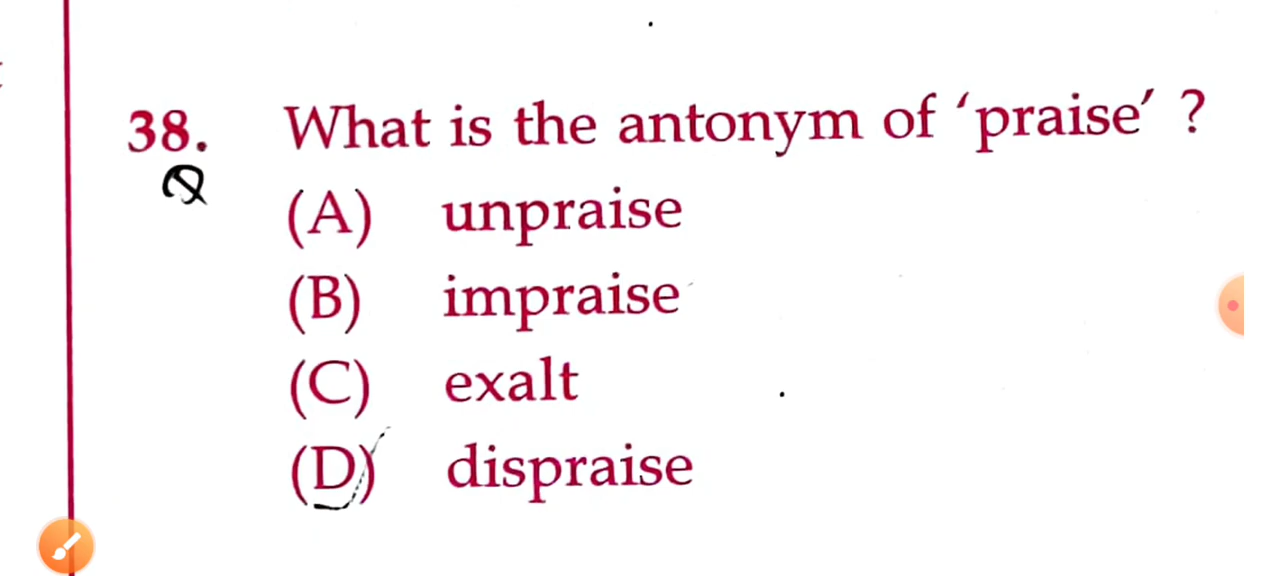 38. What is the antonym of ‘praise’ ?
(A) unpraise
(B) impraise
(C) exalt
(D) dispraise